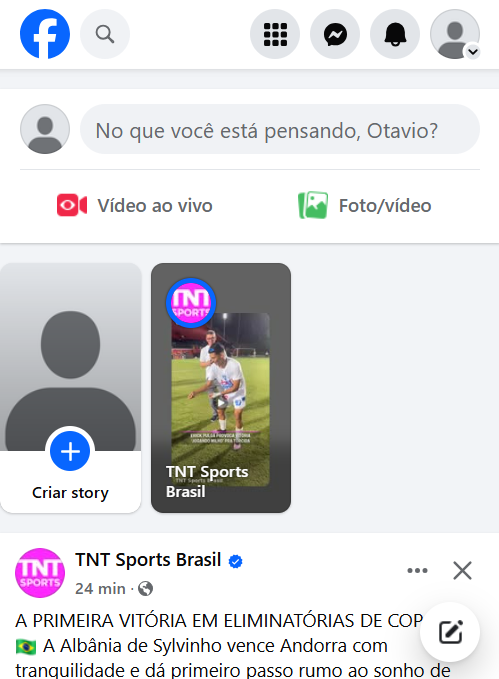 No que você está pensando, Otavio?
Vídeo ao vivo
Foto/vídeo
TNT
SPORTS
TNT Sports
Brasil
Criar story
TNT
SPORTS
TNT Sports Brasil
24 min ·
A PRIMEIRA VITÓRIA EM ELIMINATÓRIAS DE COP
🇧🇷 A Albânia de Sylvinho vence Andorra com
tranquilidade e dá primeiro passo rumo ao sonho de